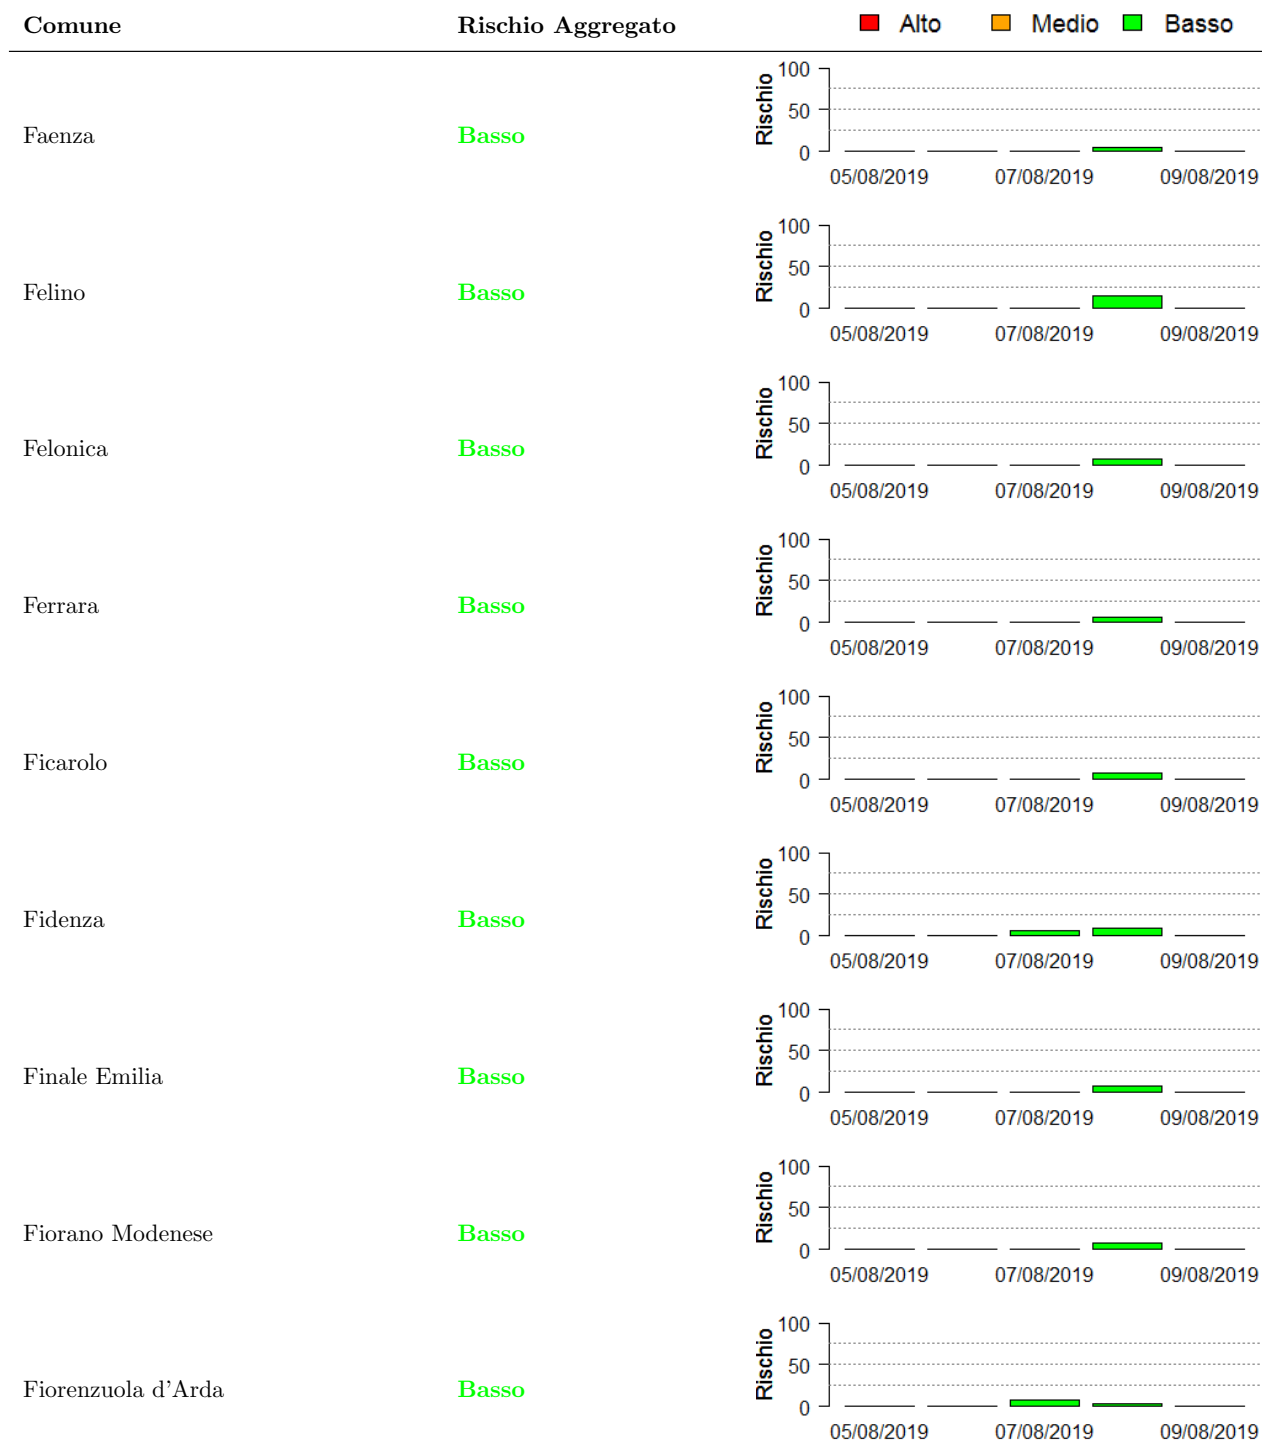 Comune Rischio Aggregato Alto Medio Basso
Faenza Basso Rischio 100 50 0
05/08/2019 07/08/2019 09/08/2019
Felino Basso Rischio 100 50 0
05/08/2019 07/08/2019 09/08/2019
Felonica Basso Rischio 100 50 0
05/08/2019 07/08/2019 09/08/2019
Ferrara Basso Rischio 100 50 0
05/08/2019 07/08/2019 09/08/2019
Ficarolo Basso Rischio 100 50 0
05/08/2019 07/08/2019 09/08/2019
Fidenza Basso Rischio 100 50 0
05/08/2019 07/08/2019 09/08/2019
Finale Emilia Basso Rischio 100 50 0
05/08/2019 07/08/2019 09/08/2019
Fiorano Modenese Basso Rischio 100 50 0
05/08/2019 07/08/2019 09/08/2019
Fiorenzuola d'Arda Basso Rischio 100 50 0
05/08/2019 07/08/2019 09/08/2019